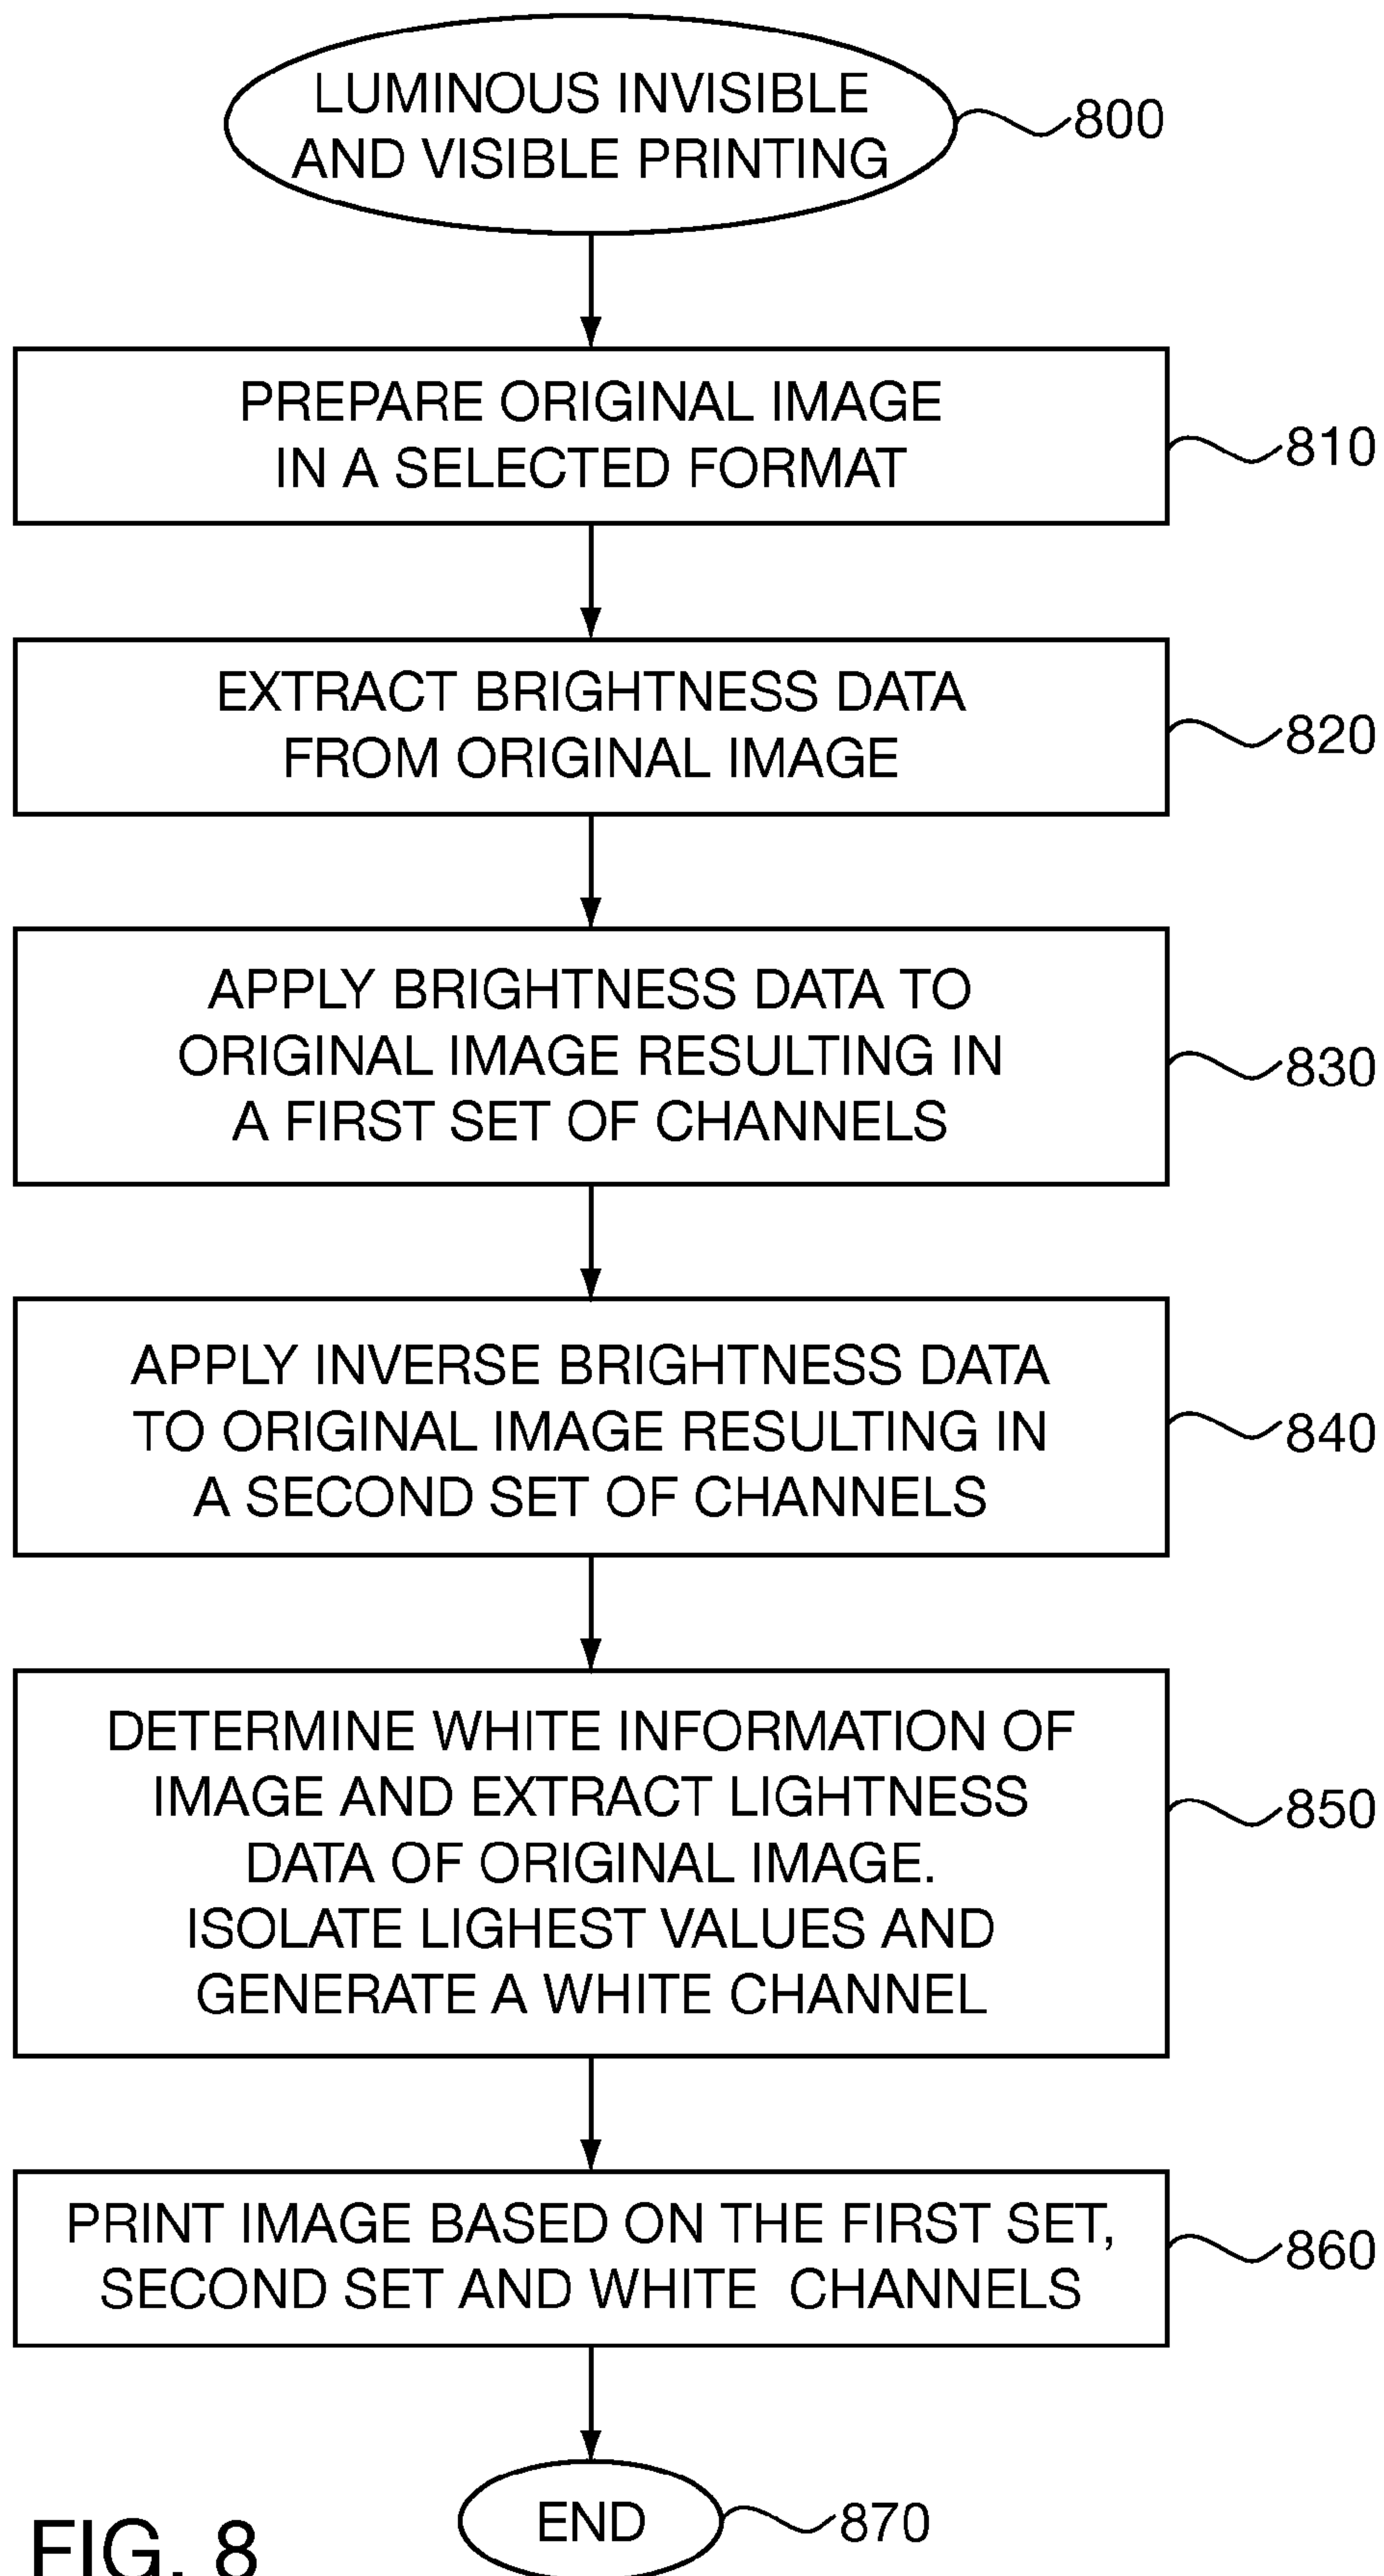 LUMINOUS INVISIBLE
AND VISIBLE PRINTING
800
PREPARE ORIGINAL IMAGE
IN A SELECTED FORMAT
810
EXTRACT BRIGHTNESS DATA
FROM ORIGINAL IMAGE
820
APPLY BRIGHTNESS DATA TO
ORIGINAL IMAGE RESULTING IN
A FIRST SET OF CHANNELS
830
APPLY INVERSE BRIGHTNESS DATA
TO ORIGINAL IMAGE RESULTING IN
A SECOND SET OF CHANNELS
840
DETERMINE WHITE INFORMATION OF
IMAGE AND EXTRACT LIGHTNESS
DATA OF ORIGINAL IMAGE.
ISOLATE LIGHEST VALUES AND
GENERATE A WHITE CHANNEL
850
PRINT IMAGE BASED ON THE FIRST SET,
SECOND SET AND WHITE CHANNELS
860
END
870
FIG. 8